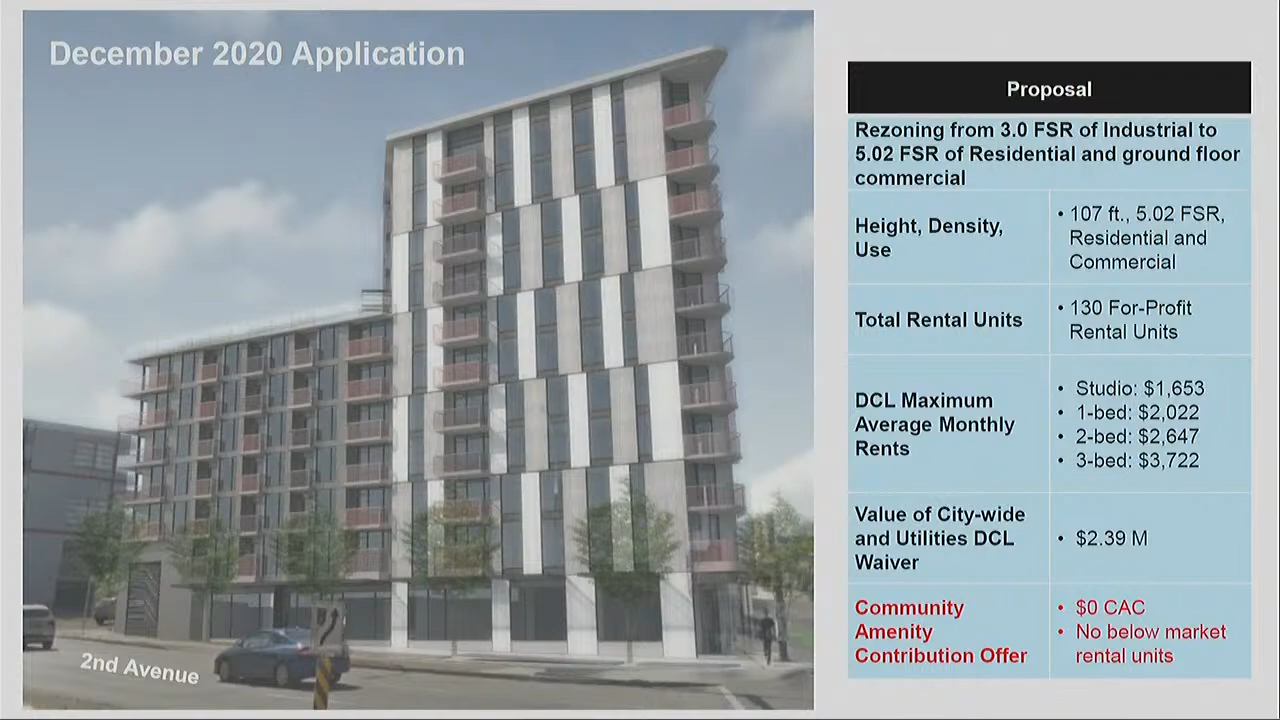 December 2020 Application
2nd Avenue
Proposal
Rezoning from 3.0 FSR of Industrial to
5.02 FSR of Residential and ground floor
commercial
Height, Density,
Use
• 107 ft., 5.02 FSR,
Residential and
Commercial
Total Rental Units
• 130 For-Profit
Rental Units
DCL Maximum
Average Monthly
Rents
• Studio: $1,653
• 1-bed: $2,022
• 2-bed: $2,647
• 3-bed: $3,722
Value of City-wide
and Utilities DCL
Waiver
• $2.39 M
Community
Amenity
Contribution Offer
• $0 CAC
• No below market
rental units